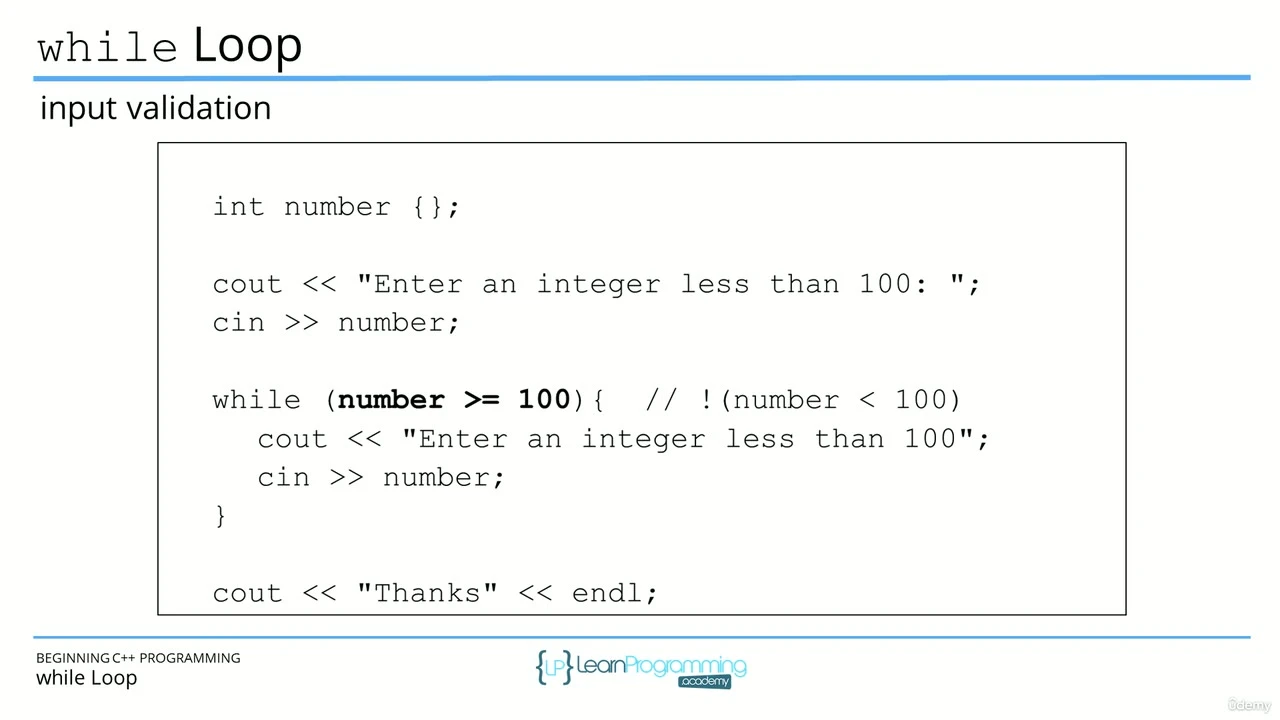 while Loop
input validation
int number {};
cout << "Enter an integer less than 100: ";
cin >> number;
while (number >= 100){  // !(number < 100)
cout << "Enter an integer less than 100";
cin >> number;
}
cout << "Thanks" << endl;
BEGINNING C++ PROGRAMMING
while Loop
{LP} LearnProgramming
.academy
ûdemy